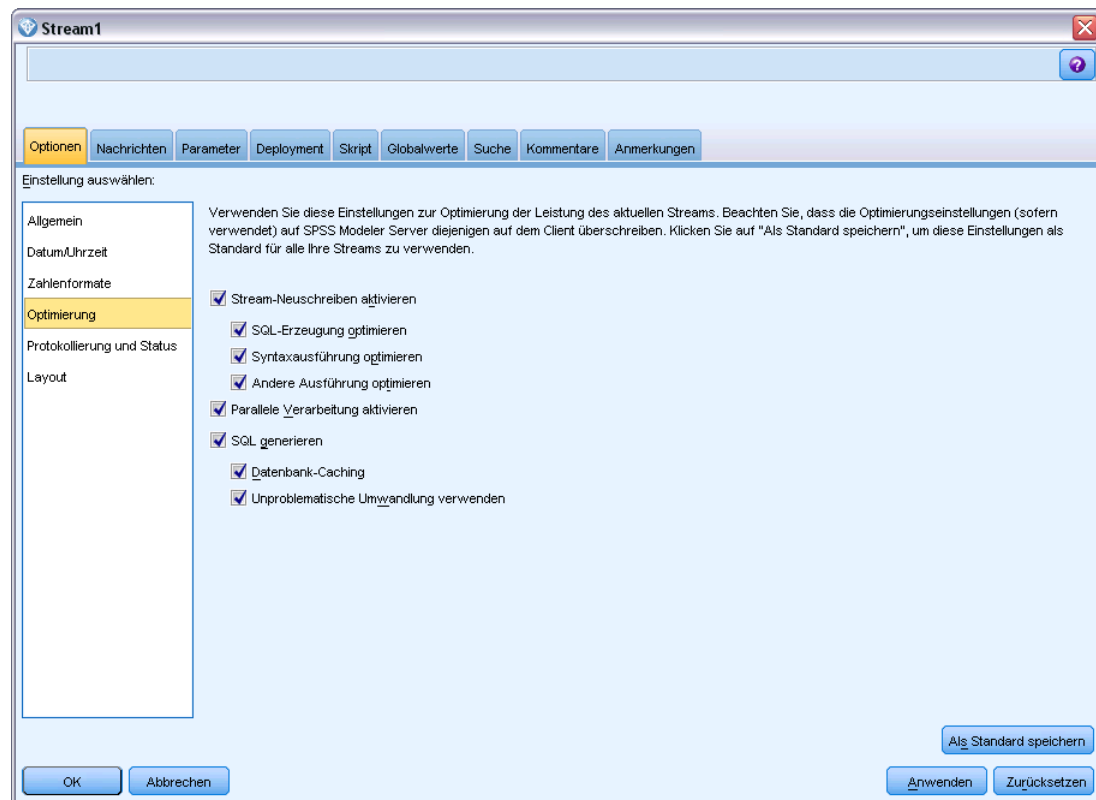 Stream1
?
Optionen Nachrichten Parameter Deployment Skript Globalwerte Suche Kommentare Anmerkungen
Einstellung auswählen:
Allgemein
Datum/Uhrzeit
Zahlenformate
Optimierung
Protokollierung und Status
Layout
Verwenden Sie diese Einstellungen zur Optimierung der Leistung des aktuellen Streams. Beachten Sie, dass die Optimierungseinstellungen (sofern
verwendet) auf SPSS Modeler Server diejenigen auf dem Client überschreiben. Klicken Sie auf "Als Standard speichern", um diese Einstellungen als
Standard für alle Ihre Streams zu verwenden.
Stream-Neuschreiben aktivieren
SQL-Erzeugung optimieren
Syntaxausführung optimieren
Andere Ausführung optimieren
Parallele Verarbeitung aktivieren
SQL generieren
Datenbank-Caching
Unproblematische Umwandlung verwenden
Als Standard speichern
OK Abbrechen Anwenden Zurücksetzen